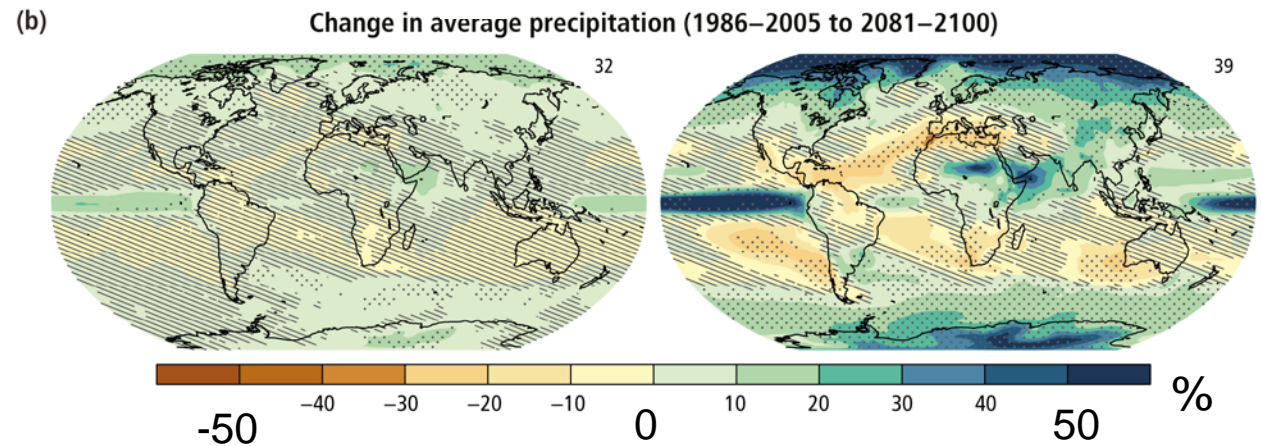 (b)
Change in average precipitation (1986–2005 to 2081–2100)
32
39
−40 −30 −20 −10 10 20 30 40 %
-50 0 50